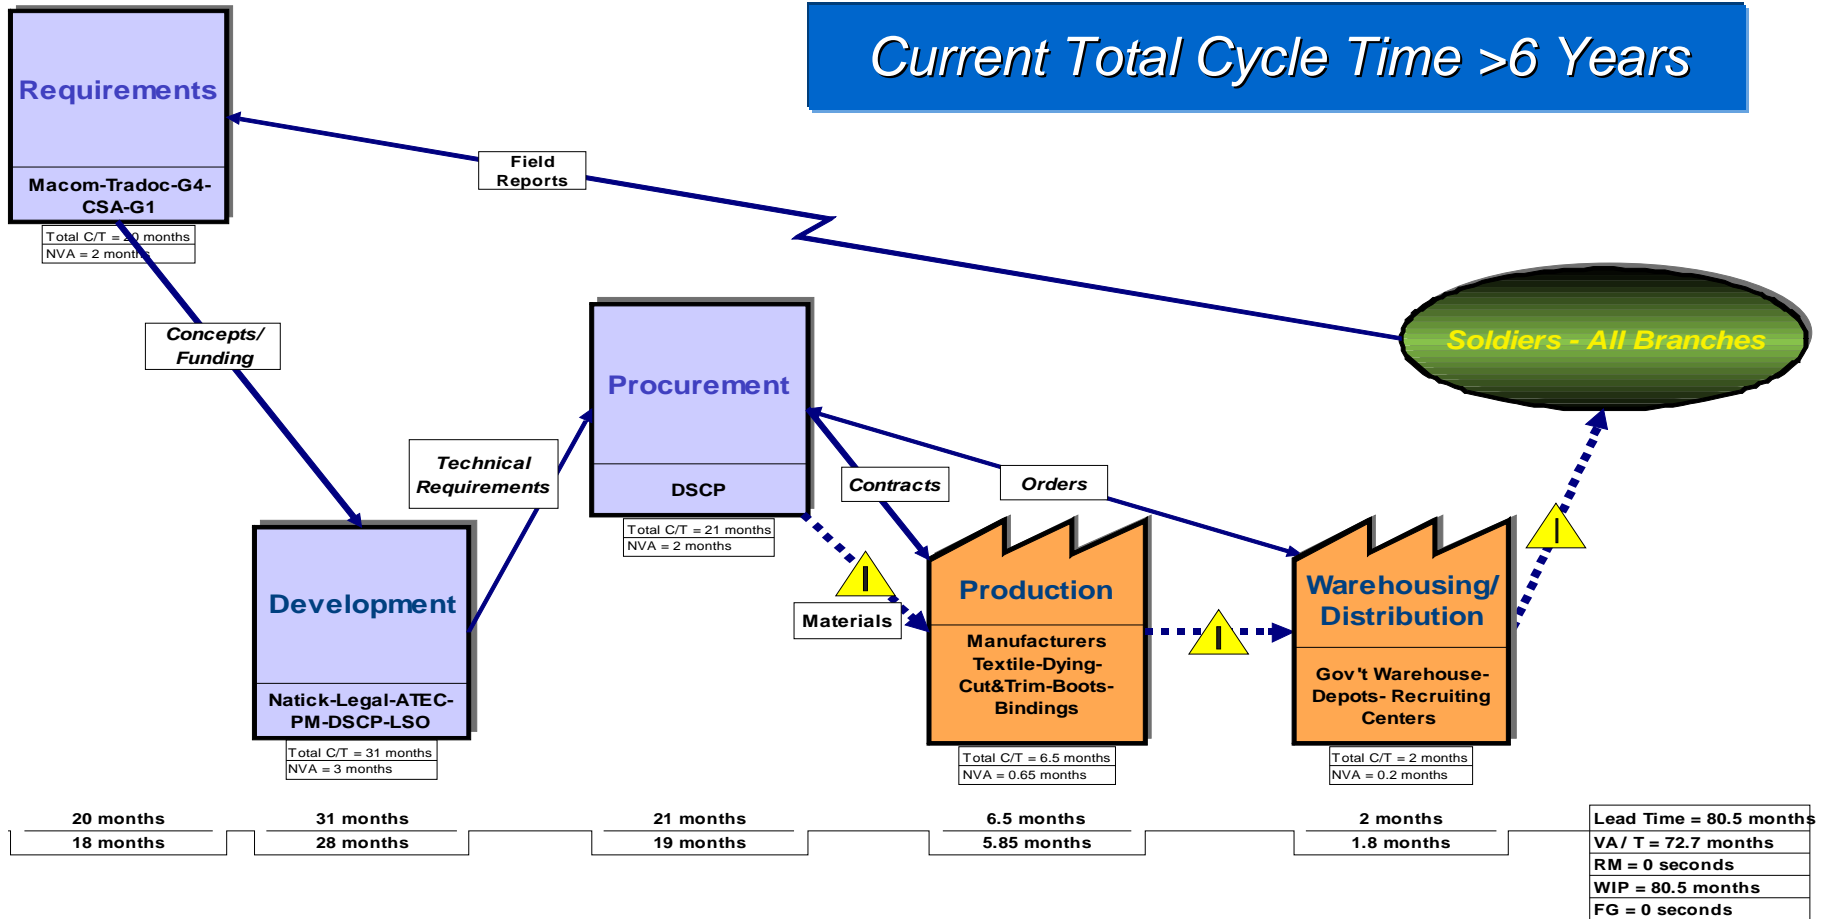 Current Total Cycle Time >6 Years
Requirements
Macom-Tradoc-G4-
CSA-G1
Total C/T = 20 months
NVA = 2 months
Field
Reports
Concepts/
Funding
Soldiers - All Branches
Procurement
DSCP
Total C/T = 21 months
NVA = 2 months
Technical
Requirements
Contracts
Orders
Development
Natick-Legal-ATEC-
PM-DSCP-LSO
Total C/T = 31 months
NVA = 3 months
I
Materials
Production
Manufacturers
Textile-Dying-
Cut&Trim-Boots-
Bindings
Total C/T = 6.5 months
NVA = 0.65 months
I
Warehousing/
Distribution
Gov't Warehouse-
Depots- Recruiting
Centers
Total C/T = 2 months
NVA = 0.2 months
I
20 months
18 months
31 months
28 months
21 months
19 months
6.5 months
5.85 months
2 months
1.8 months
Lead Time = 80.5 months
VA / T = 72.7 months
RM = 0 seconds
WIP = 80.5 months
FG = 0 seconds